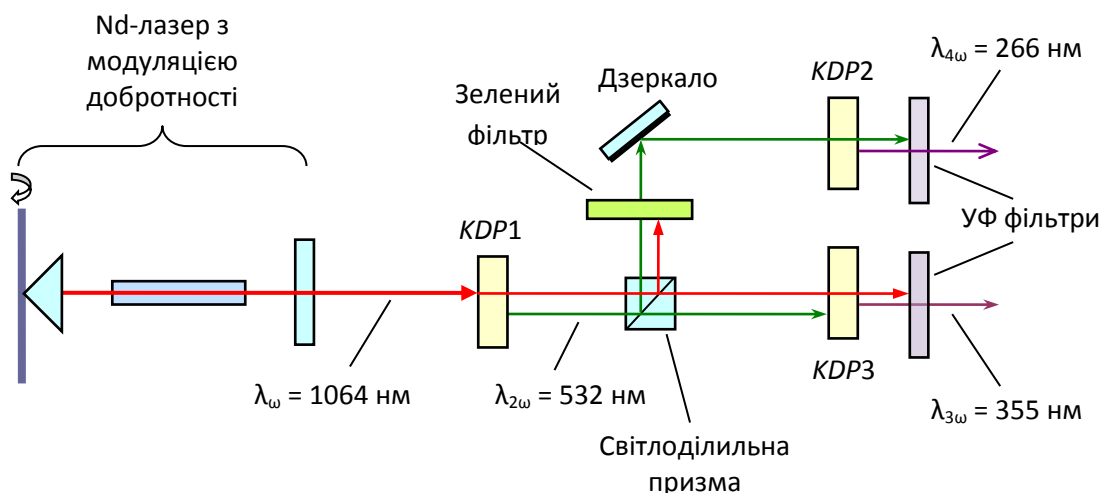 Nd-лазер з
модуляцією
добротності
Зелений
фільтр
Дзеркало
KDP2
λ4ω = 266 нм
УФ фільтри
KDP1
KDP3
λω = 1064 нм
λ2ω = 532 нм
λ3ω = 355 нм
Світлоділильна
призма